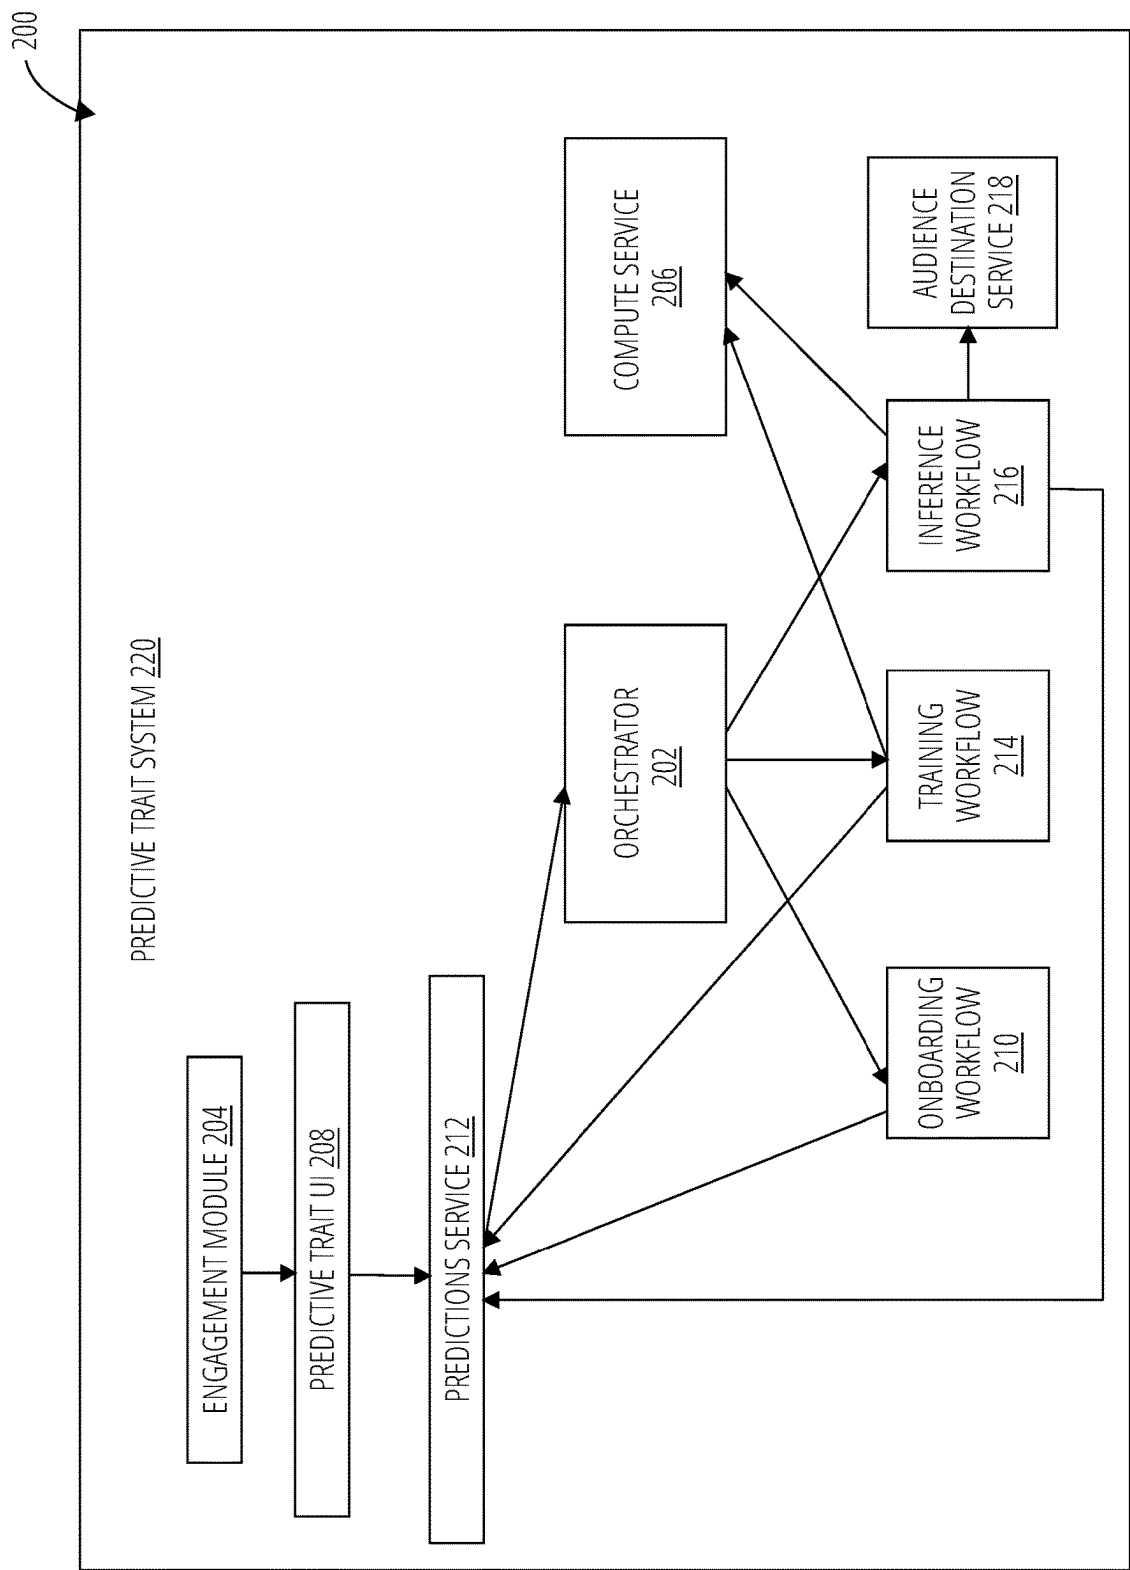 200
PREDICTIVE TRAIT SYSTEM 220
ENGAGEMENT MODULE 204
PREDICTIVE TRAIT UI 208
PREDICTIONS SERVICE 212
ORCHESTRATOR
202
COMPUTE SERVICE
206
ONBOARDING
WORKFLOW
210
TRAINING
WORKFLOW
214
INFERENCE
WORKFLOW
216
AUDIENCE
DESTINATION
SERVICE 218